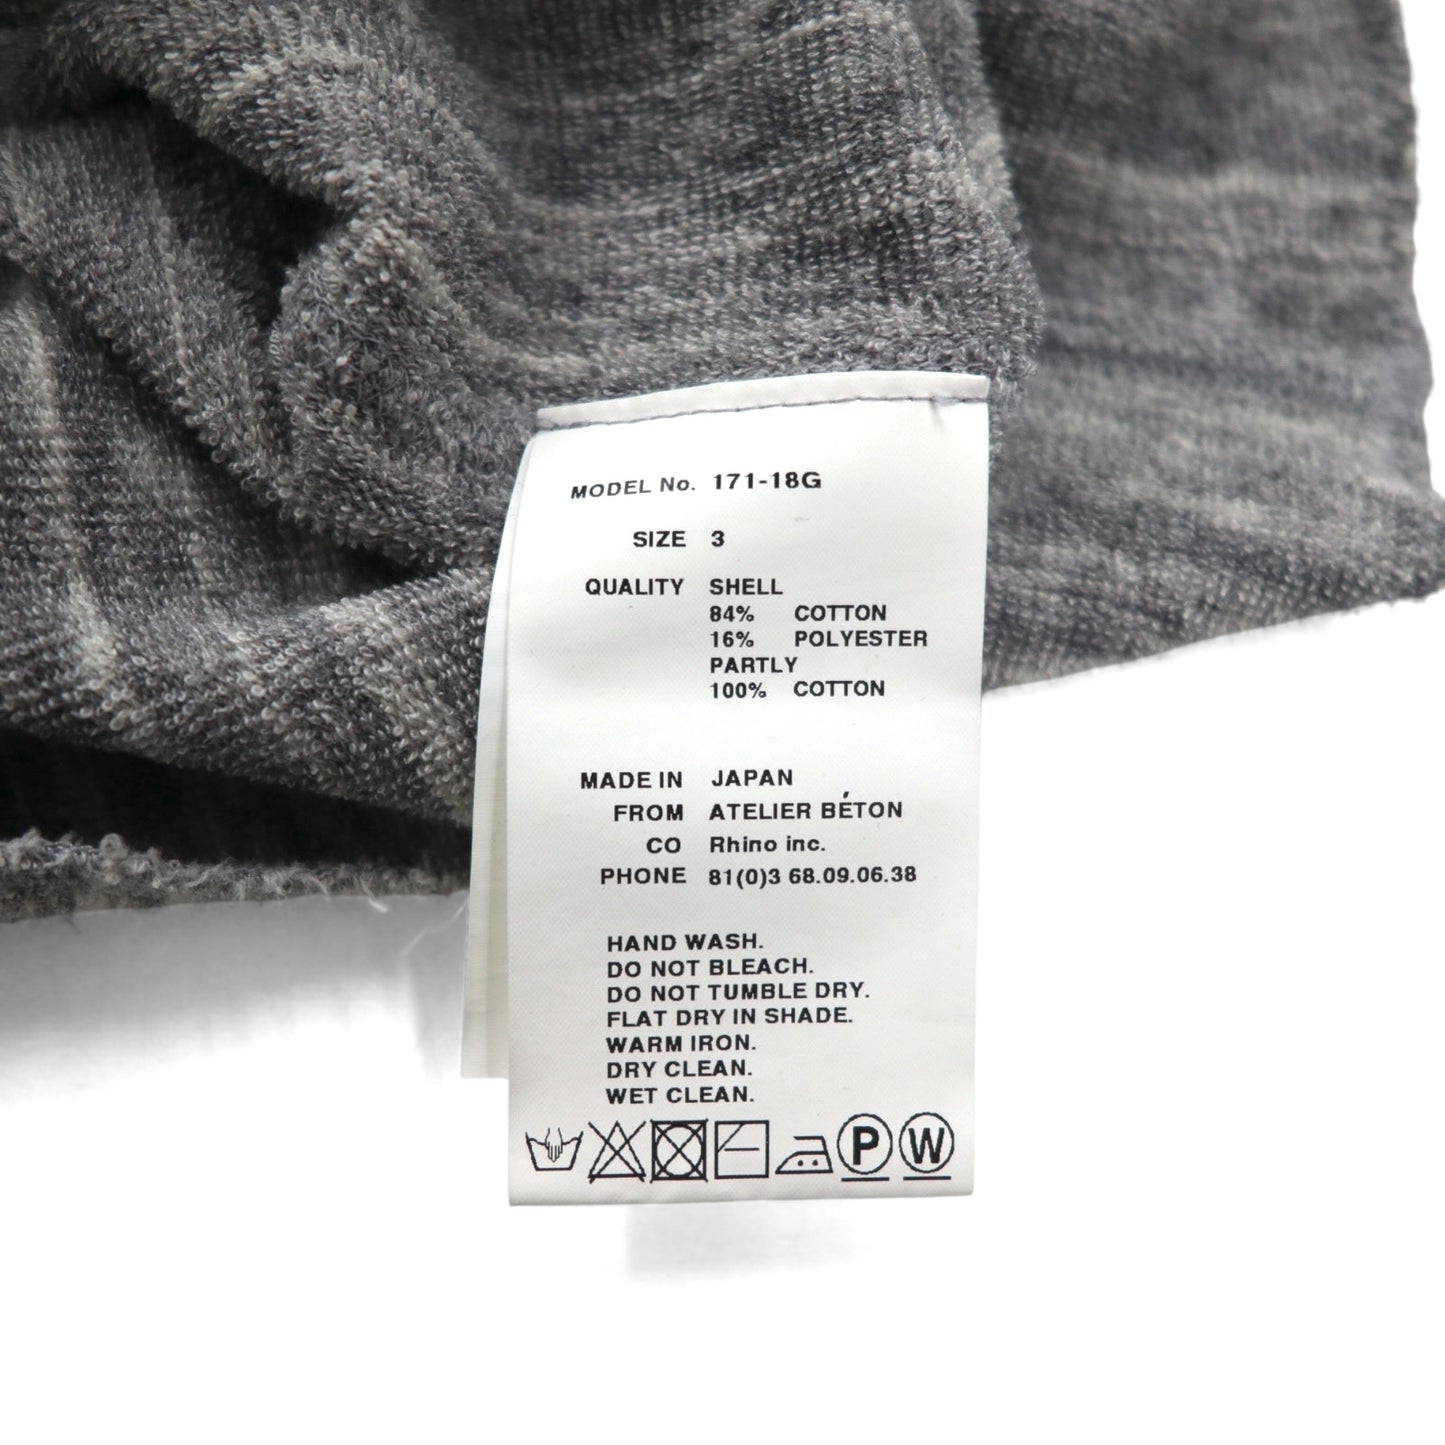 MODEL No. 171-18G
SIZE 3
QUALITY SHELL
84% COTTON
16% POLYESTER
PARTLY
100% COTTON
MADE IN JAPAN
FROM ATELIER BÉTON
CO Rhino inc.
PHONE 81(0)3 68.09.06.38
HAND WASH.
DO NOT BLEACH.
DO NOT TUMBLE DRY.
FLAT DRY IN SHADE.
WARM IRON.
DRY CLEAN.
WET CLEAN.
P W